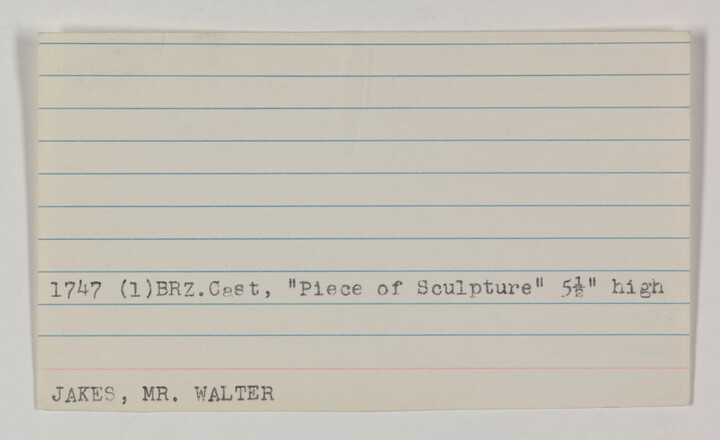 1747 (1)BRZ.Cast, "Piece of Sculpture" 5½" high
JAKES, MR. WALTER